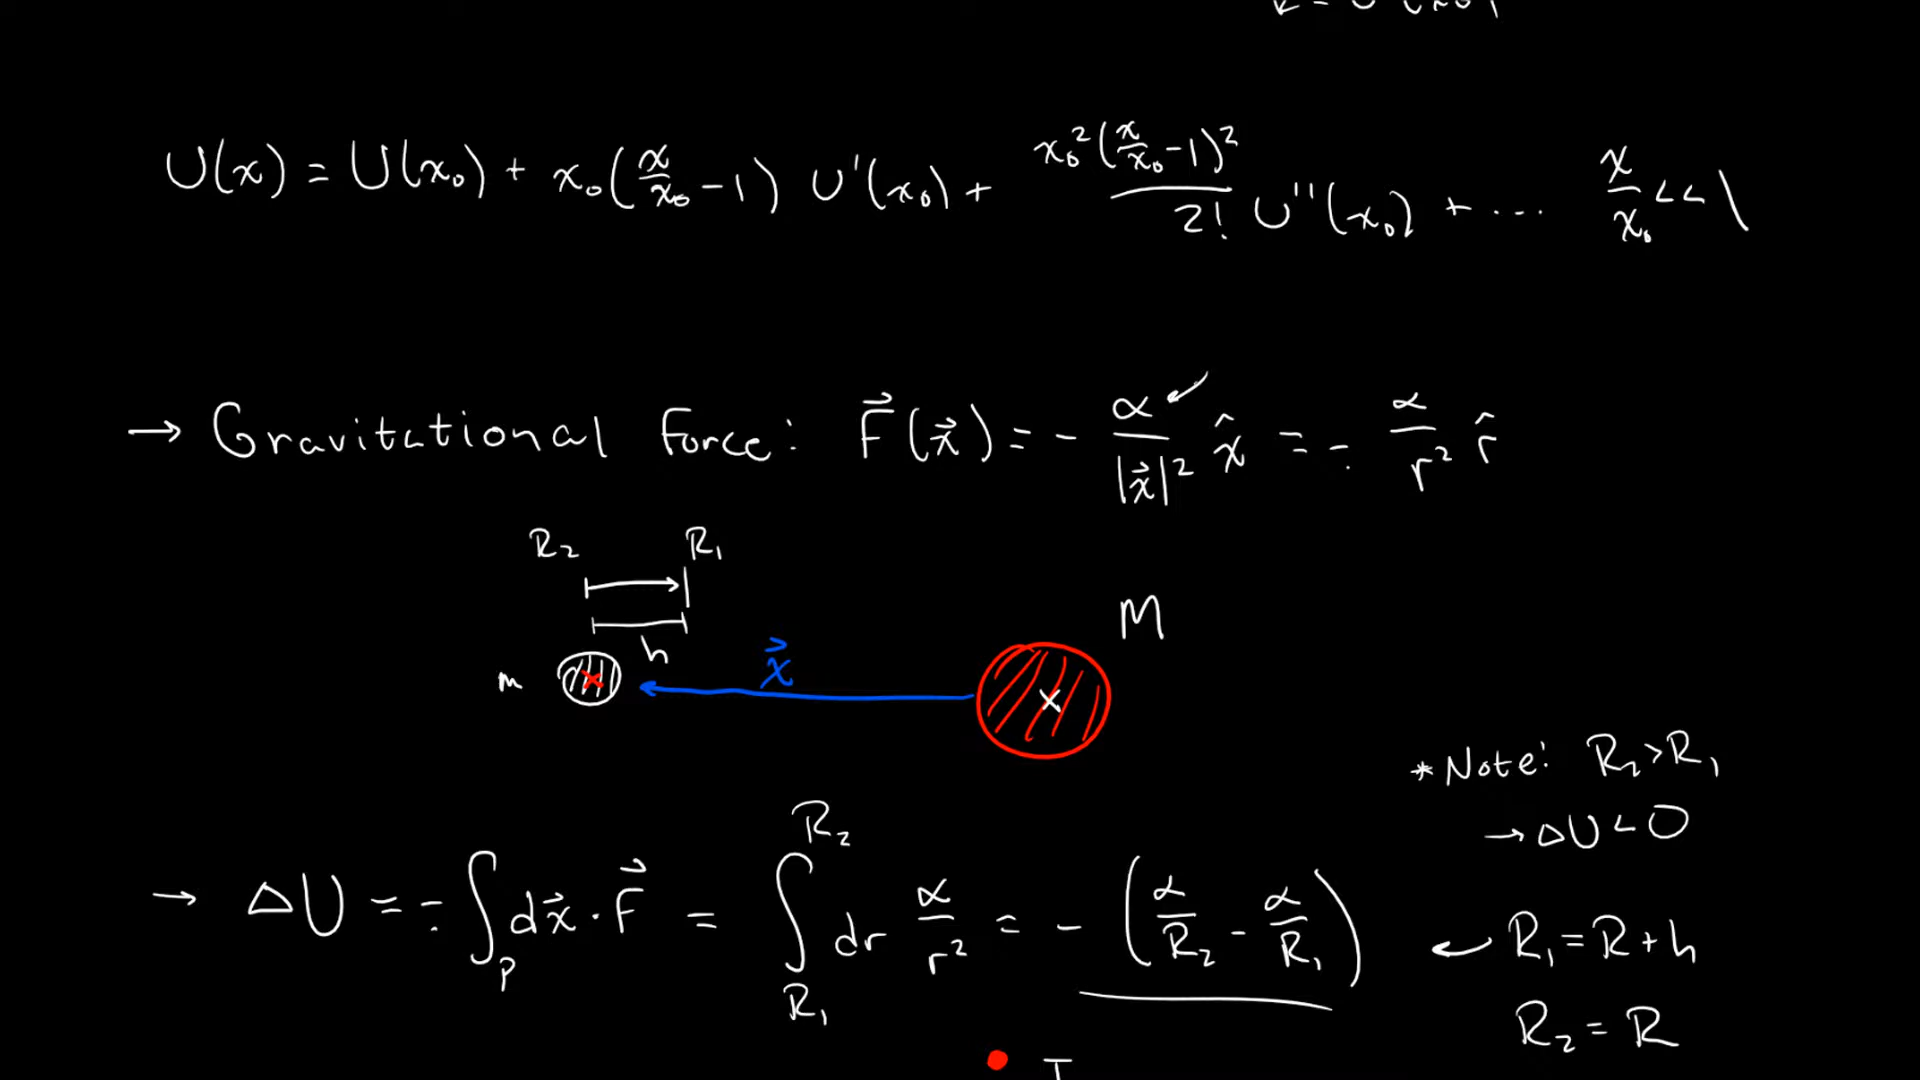 U(x) = U(x₀) + x₀(x/x₀ - 1) U'(x₀) + x₀²(x/x₀ - 1)²/2! U''(x₀) + ... x/x₀ << 1
→ Gravitational Force: F⃗(x⃗) = - α/|x⃗|² x̂ = - α/r² r̂
R₂ R₁
h
M
m
x⃗
*Note: R₂ > R₁
→ ΔU < 0
→ ΔU = - ∫ₚ dx⃗ · F⃗ = ∫_{R₁}^{R₂} dr α/r² = - (α/R₂ - α/R₁)
R₁ = R + h
R₂ = R